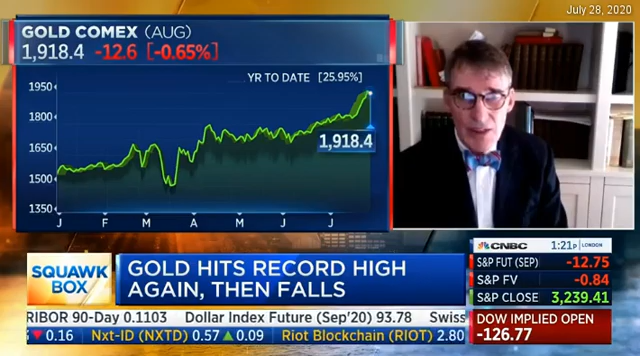 July 28, 2020
GOLD COMEX (AUG)
1,918.4 -12.6 [-0.65%]
YR TO DATE [25.95%]
1950
1800
1650
1500
1350
1,918.4
J F M A M J J
SQUAWK BOX
GOLD HITS RECORD HIGH
AGAIN, THEN FALLS
CNBC 1:21p LONDON
S&P FUT (SEP) -12.75
S&P FV -0.84
S&P CLOSE 3,239.41
DOW IMPLIED OPEN
-126.77
RIBOR 90-Day 0.1103 Dollar Index Future (Sep'20) 93.78 Swiss
▼0.16 Nxt-ID (NXTD) 0.57▲0.09 Riot Blockchain (RIOT) 2.80